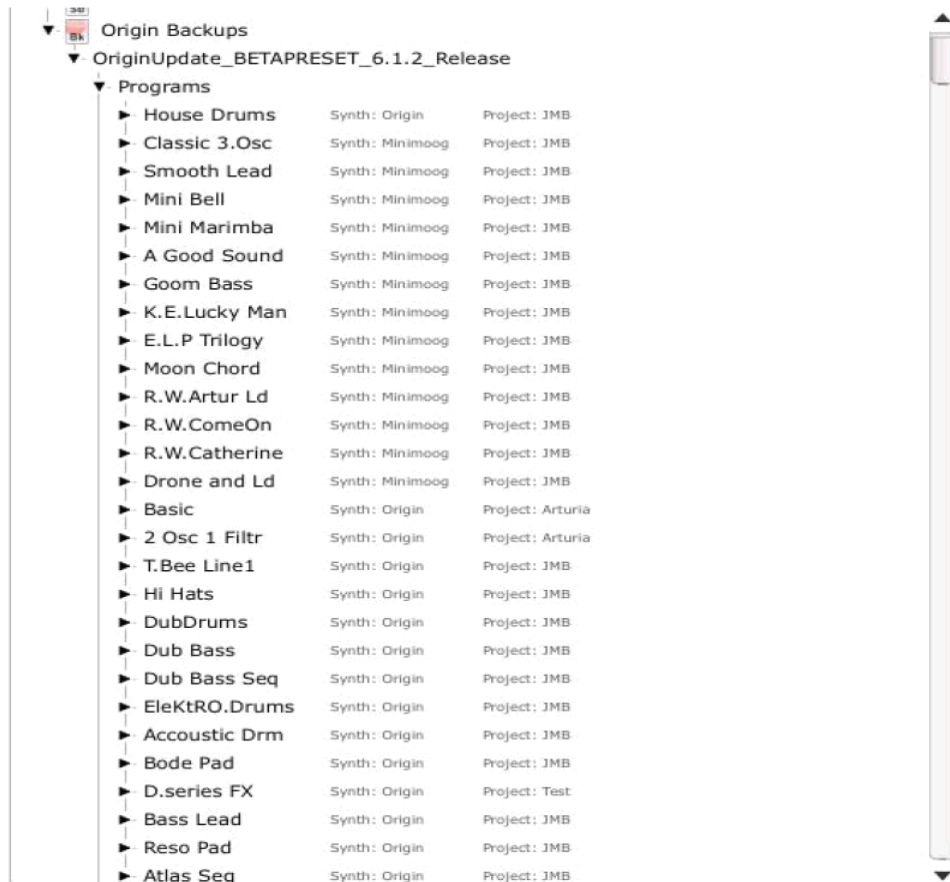 Bk Origin Backups
OriginUpdate_BETAPRESET_6.1.2_Release
Programs
House Drums Synth: Origin Project: JMB
Classic 3.Osc Synth: Minimoog Project: JMB
Smooth Lead Synth: Minimoog Project: JMB
Mini Bell Synth: Minimoog Project: JMB
Mini Marimba Synth: Minimoog Project: JMB
A Good Sound Synth: Minimoog Project: JMB
Goom Bass Synth: Minimoog Project: JMB
K.E.Lucky Man Synth: Minimoog Project: JMB
E.L.P Trilogy Synth: Minimoog Project: JMB
Moon Chord Synth: Minimoog Project: JMB
R.W.Artur Ld Synth: Minimoog Project: JMB
R.W.ComeOn Synth: Minimoog Project: JMB
R.W.Catherine Synth: Minimoog Project: JMB
Drone and Ld Synth: Minimoog Project: JMB
Basic Synth: Origin Project: Arturia
2 Osc 1 Filtr Synth: Origin Project: Arturia
T.Bee Line1 Synth: Origin Project: JMB
Hi Hats Synth: Origin Project: JMB
DubDrums Synth: Origin Project: JMB
Dub Bass Synth: Origin Project: JMB
Dub Bass Seq Synth: Origin Project: JMB
EleKtRO.Drums Synth: Origin Project: JMB
Accoustic Drm Synth: Origin Project: JMB
Bode Pad Synth: Origin Project: JMB
D.series FX Synth: Origin Project: Test
Bass Lead Synth: Origin Project: JMB
Reso Pad Synth: Origin Project: JMB
Atlas Seq Synth: Origin Project: JMB